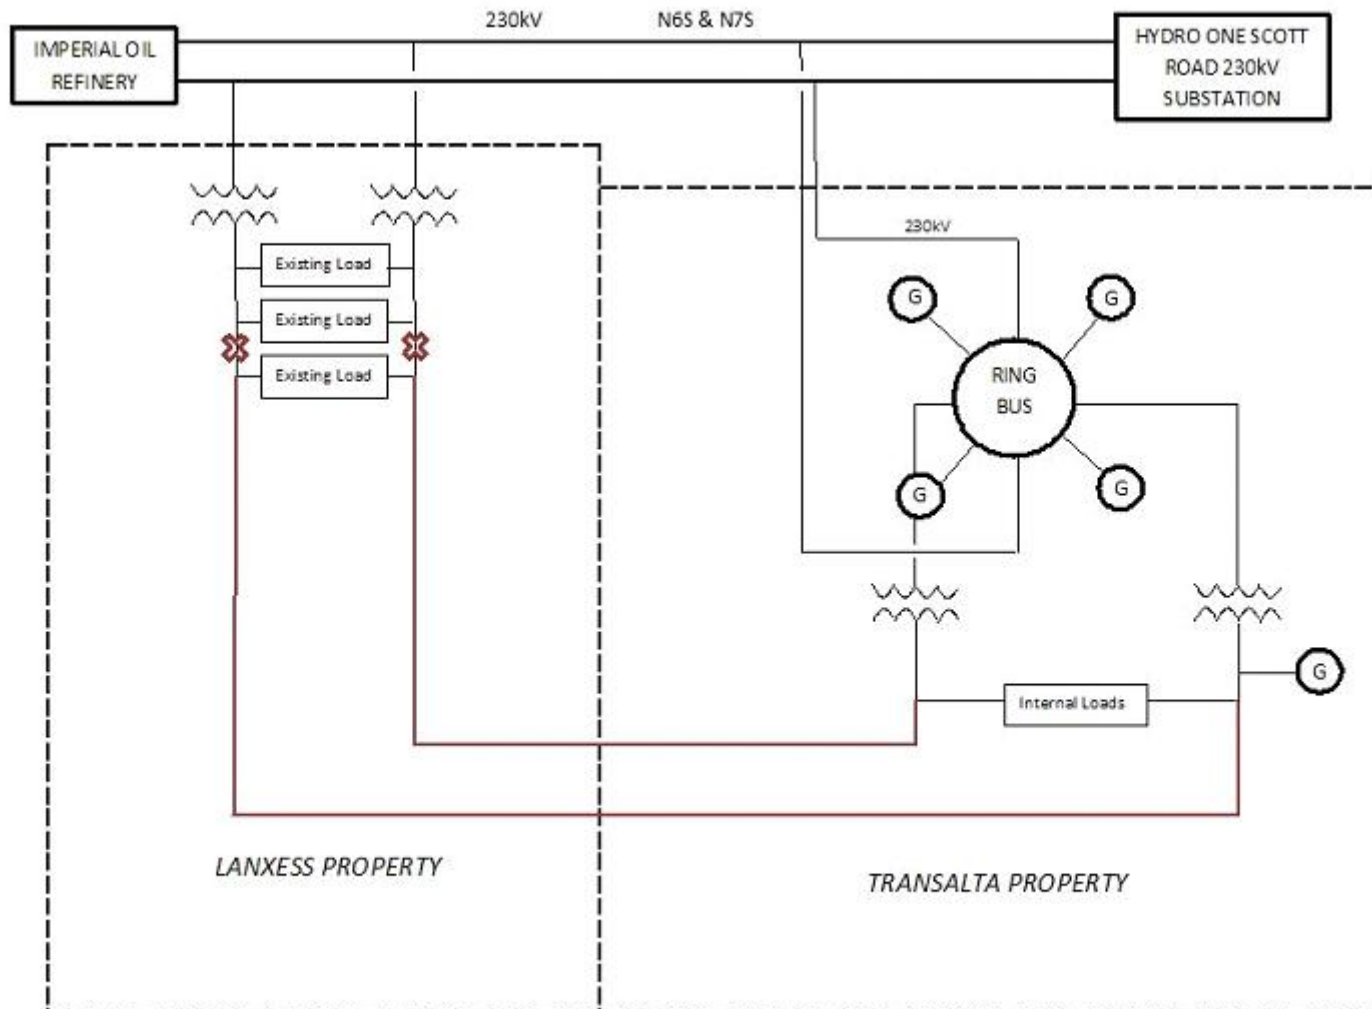 230kV N6S & N7S
IMPERIAL OIL
REFINERY
HYDRO ONE SCOTT
ROAD 230kV
SUBSTATION
230kV
Existing Load
Existing Load
Existing Load
G
G
RING
BUS
G
G
G
Internal Loads
LANXESS PROPERTY
TRANSALTA PROPERTY